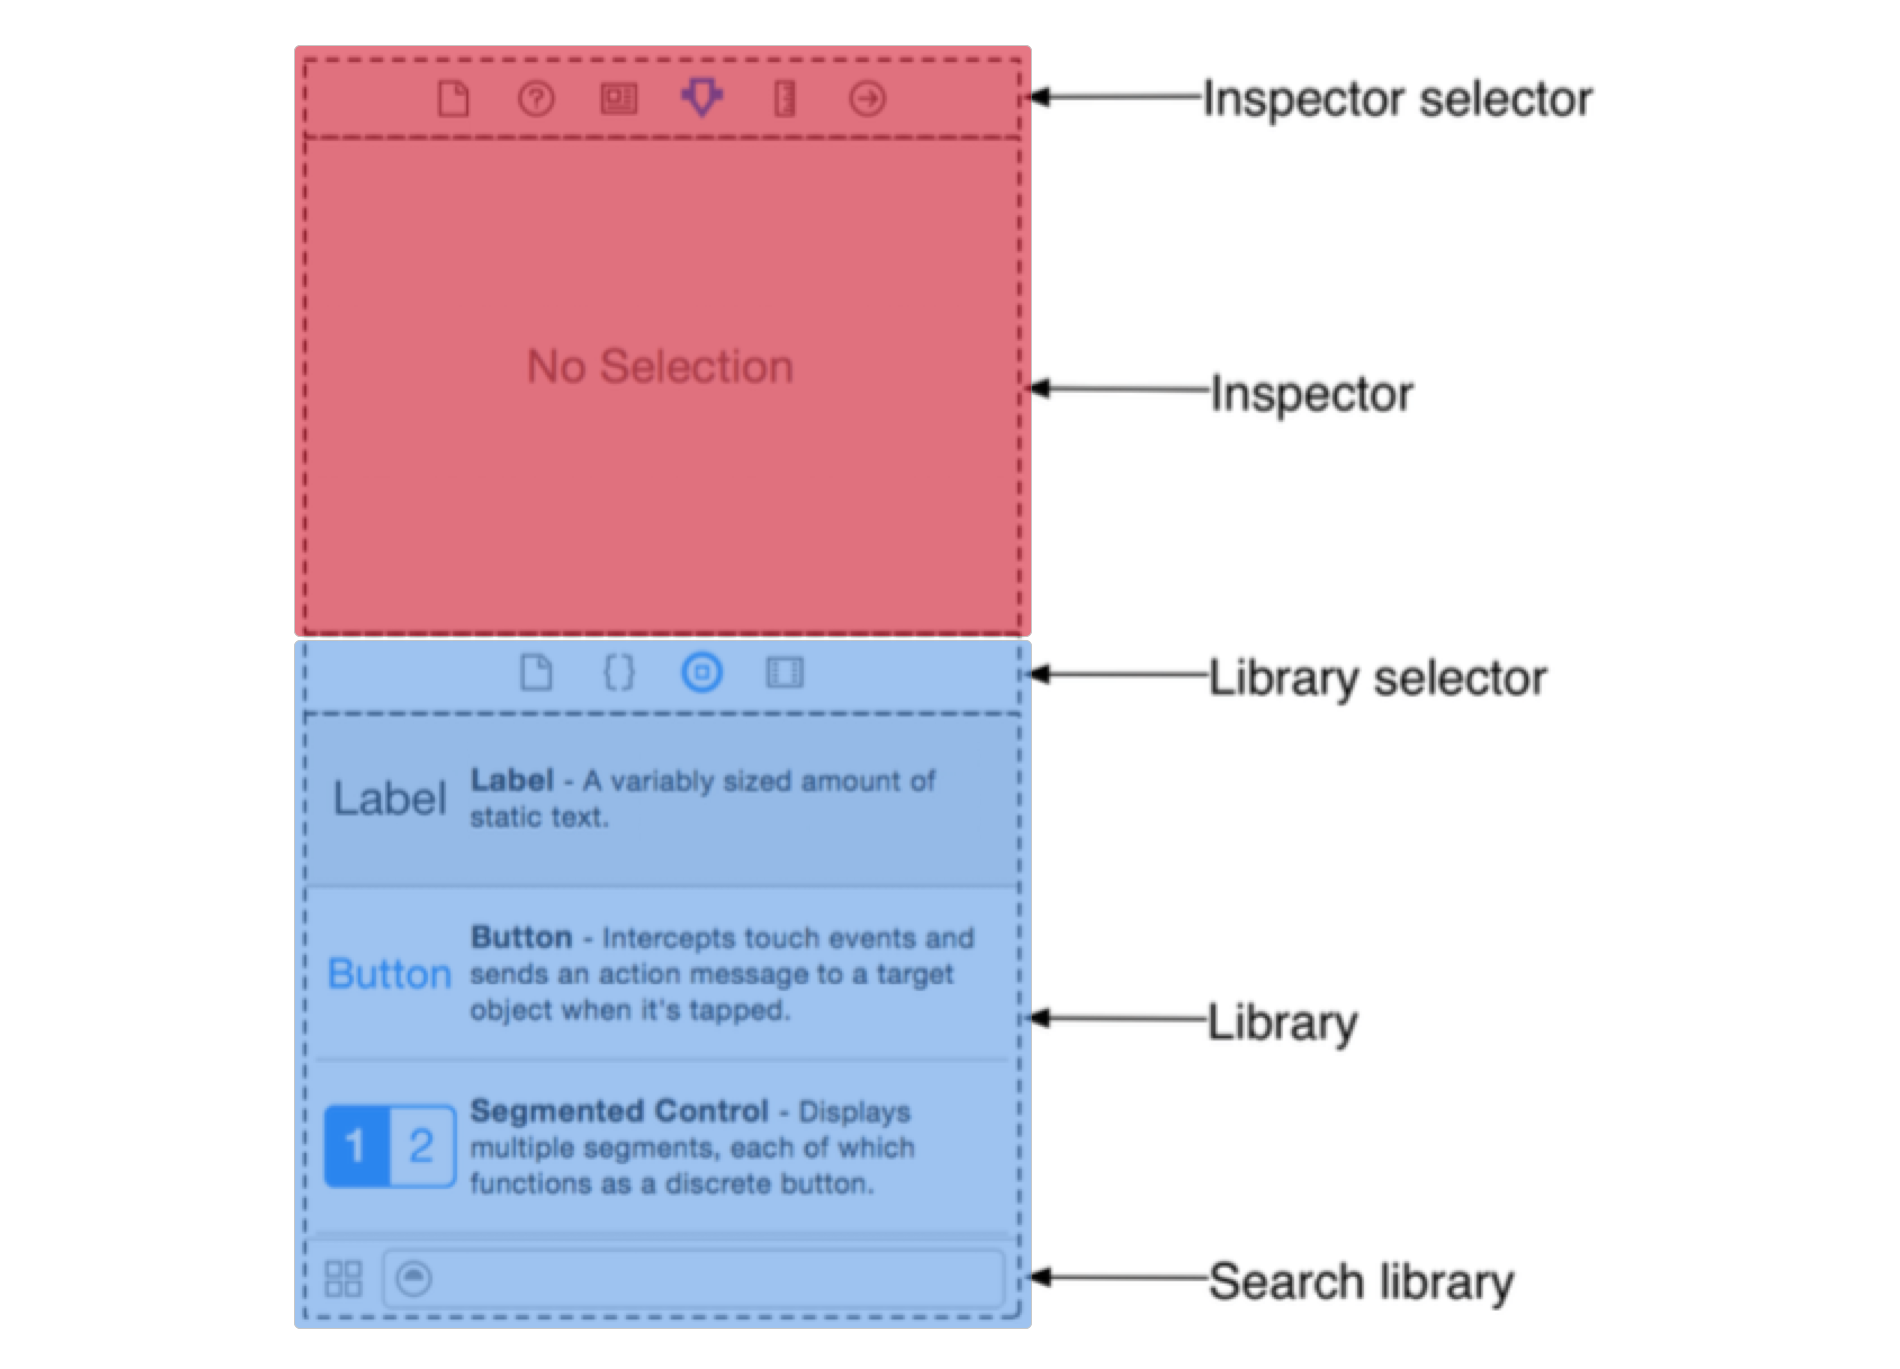 Inspector selector
No Selection
Inspector
Library selector
Label
Label - A variably sized amount of
static text.
Button
Button - Intercepts touch events and
sends an action message to a target
object when it's tapped.
Library
1 2
Segmented Control - Displays
multiple segments, each of which
functions as a discrete button.
Search library